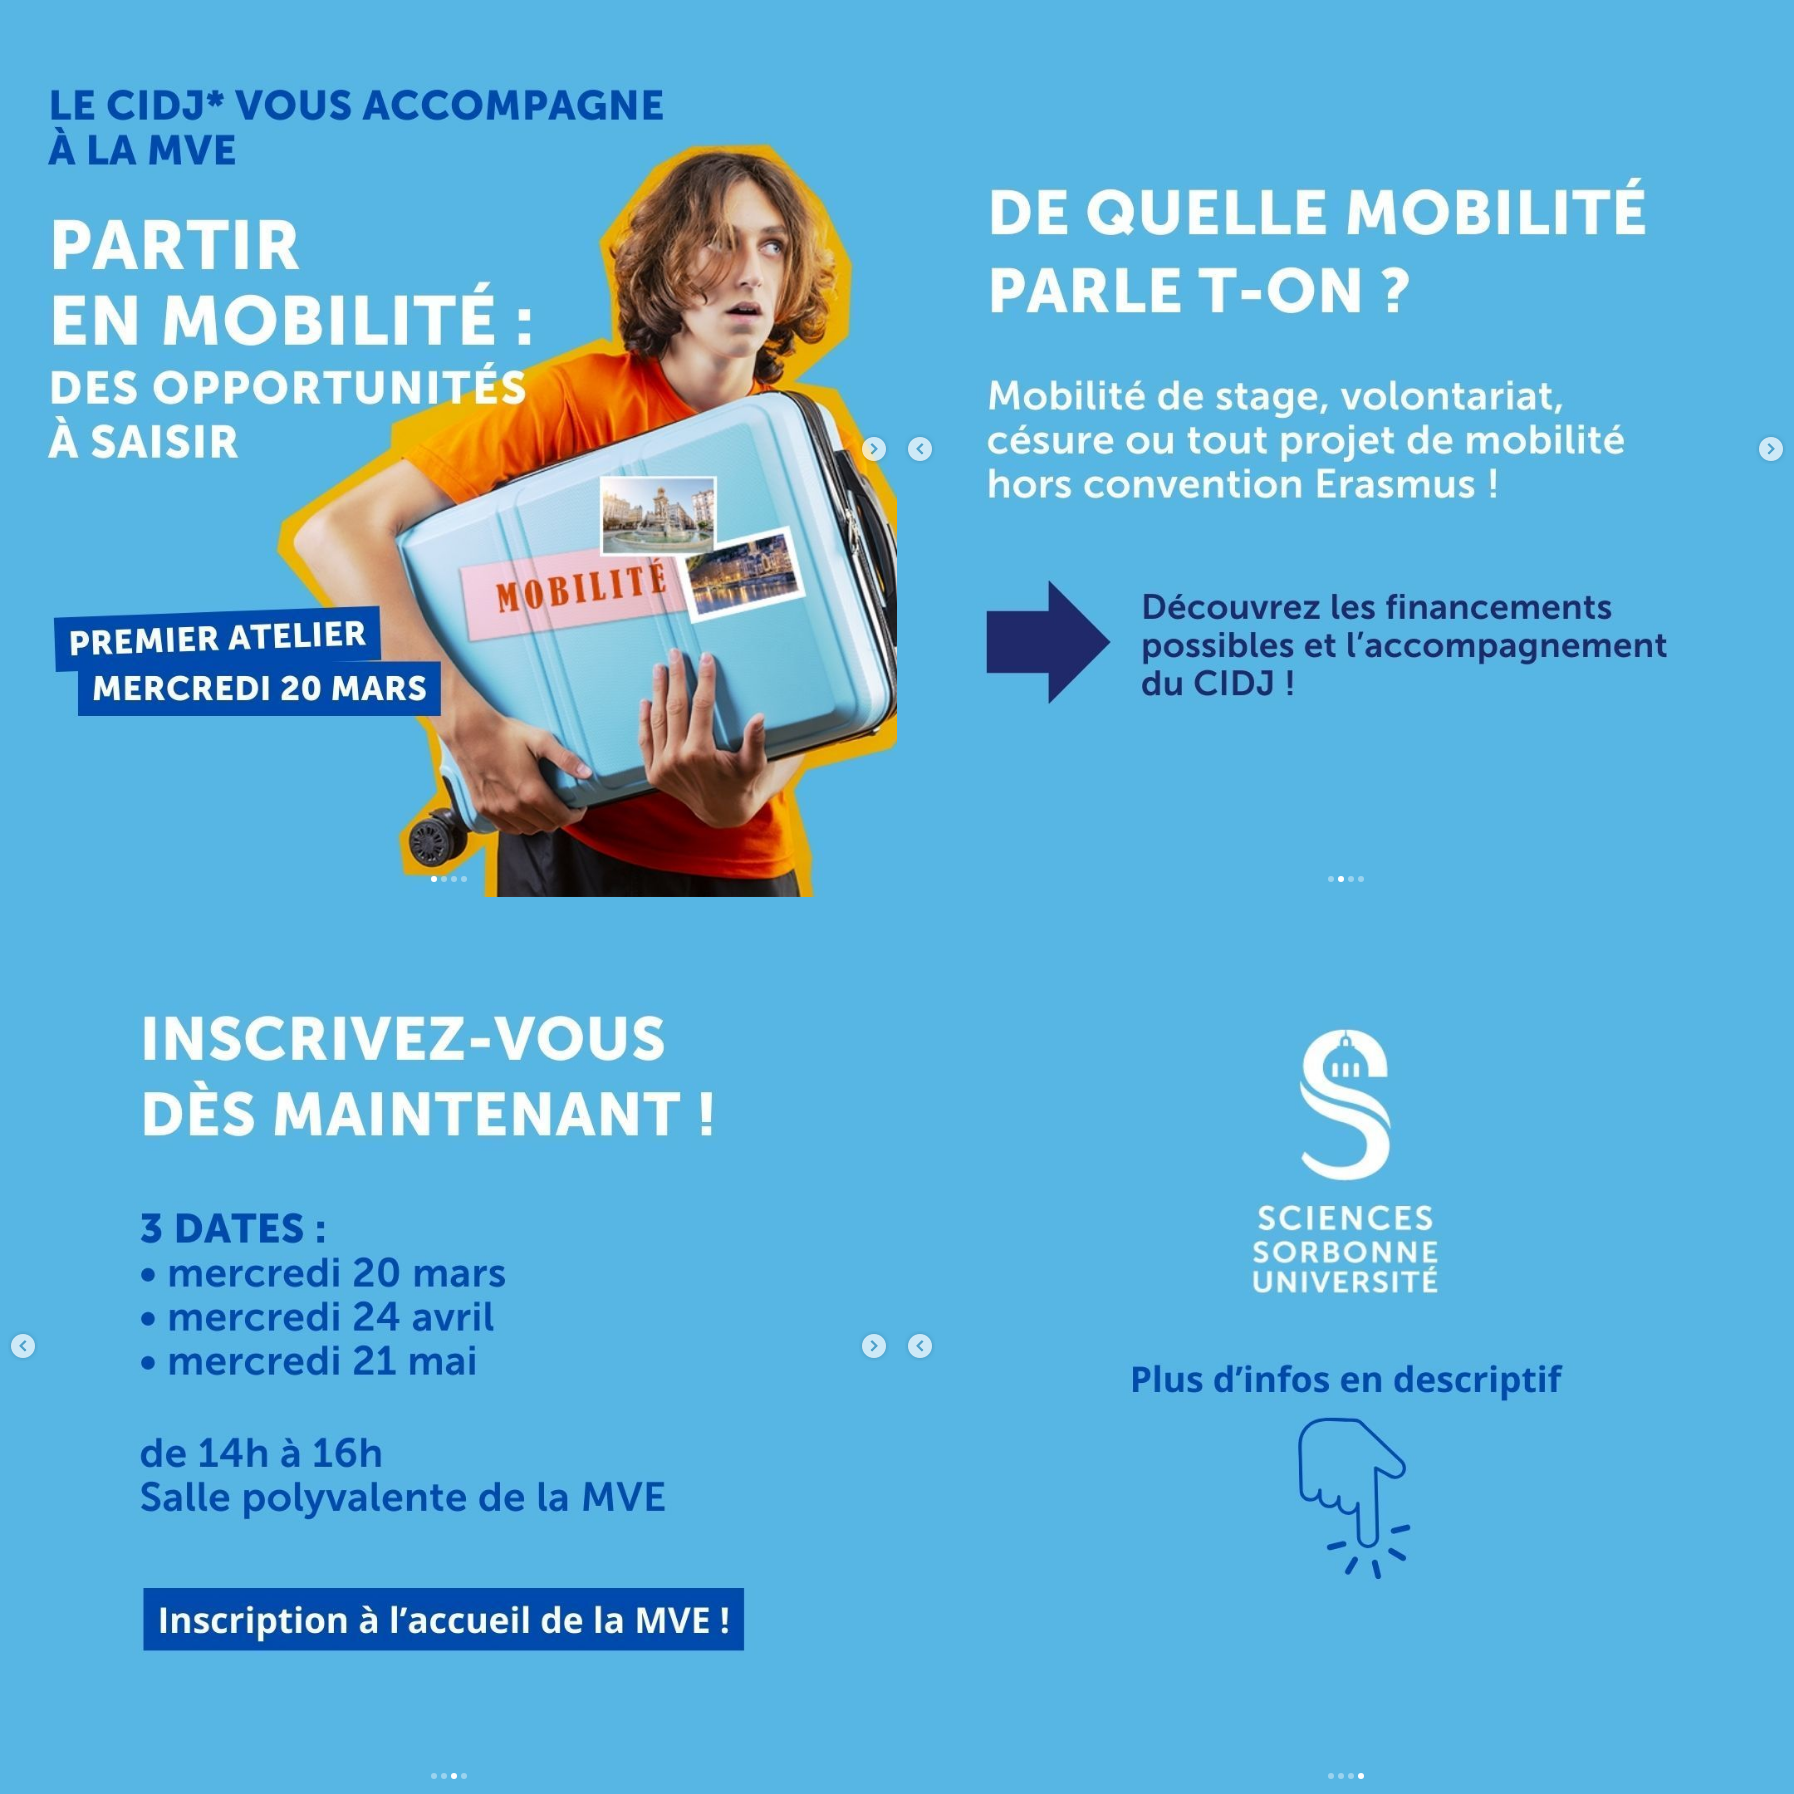 LE CIDJ* VOUS ACCOMPAGNE
À LA MVE
PARTIR
EN MOBILITÉ :
DES OPPORTUNITÉS
À SAISIR
MOBILITÉ
PREMIER ATELIER
MERCREDI 20 MARS
DE QUELLE MOBILITÉ
PARLE T-ON ?
Mobilité de stage, volontariat,
césure ou tout projet de mobilité
hors convention Erasmus !
Découvrez les financements
possibles et l’accompagnement
du CIDJ !
INSCRIVEZ-VOUS
DÈS MAINTENANT !
3 DATES :
• mercredi 20 mars
• mercredi 24 avril
• mercredi 21 mai
de 14h à 16h
Salle polyvalente de la MVE
Inscription à l’accueil de la MVE !
SCIENCES
SORBONNE
UNIVERSITÉ
Plus d’infos en descriptif